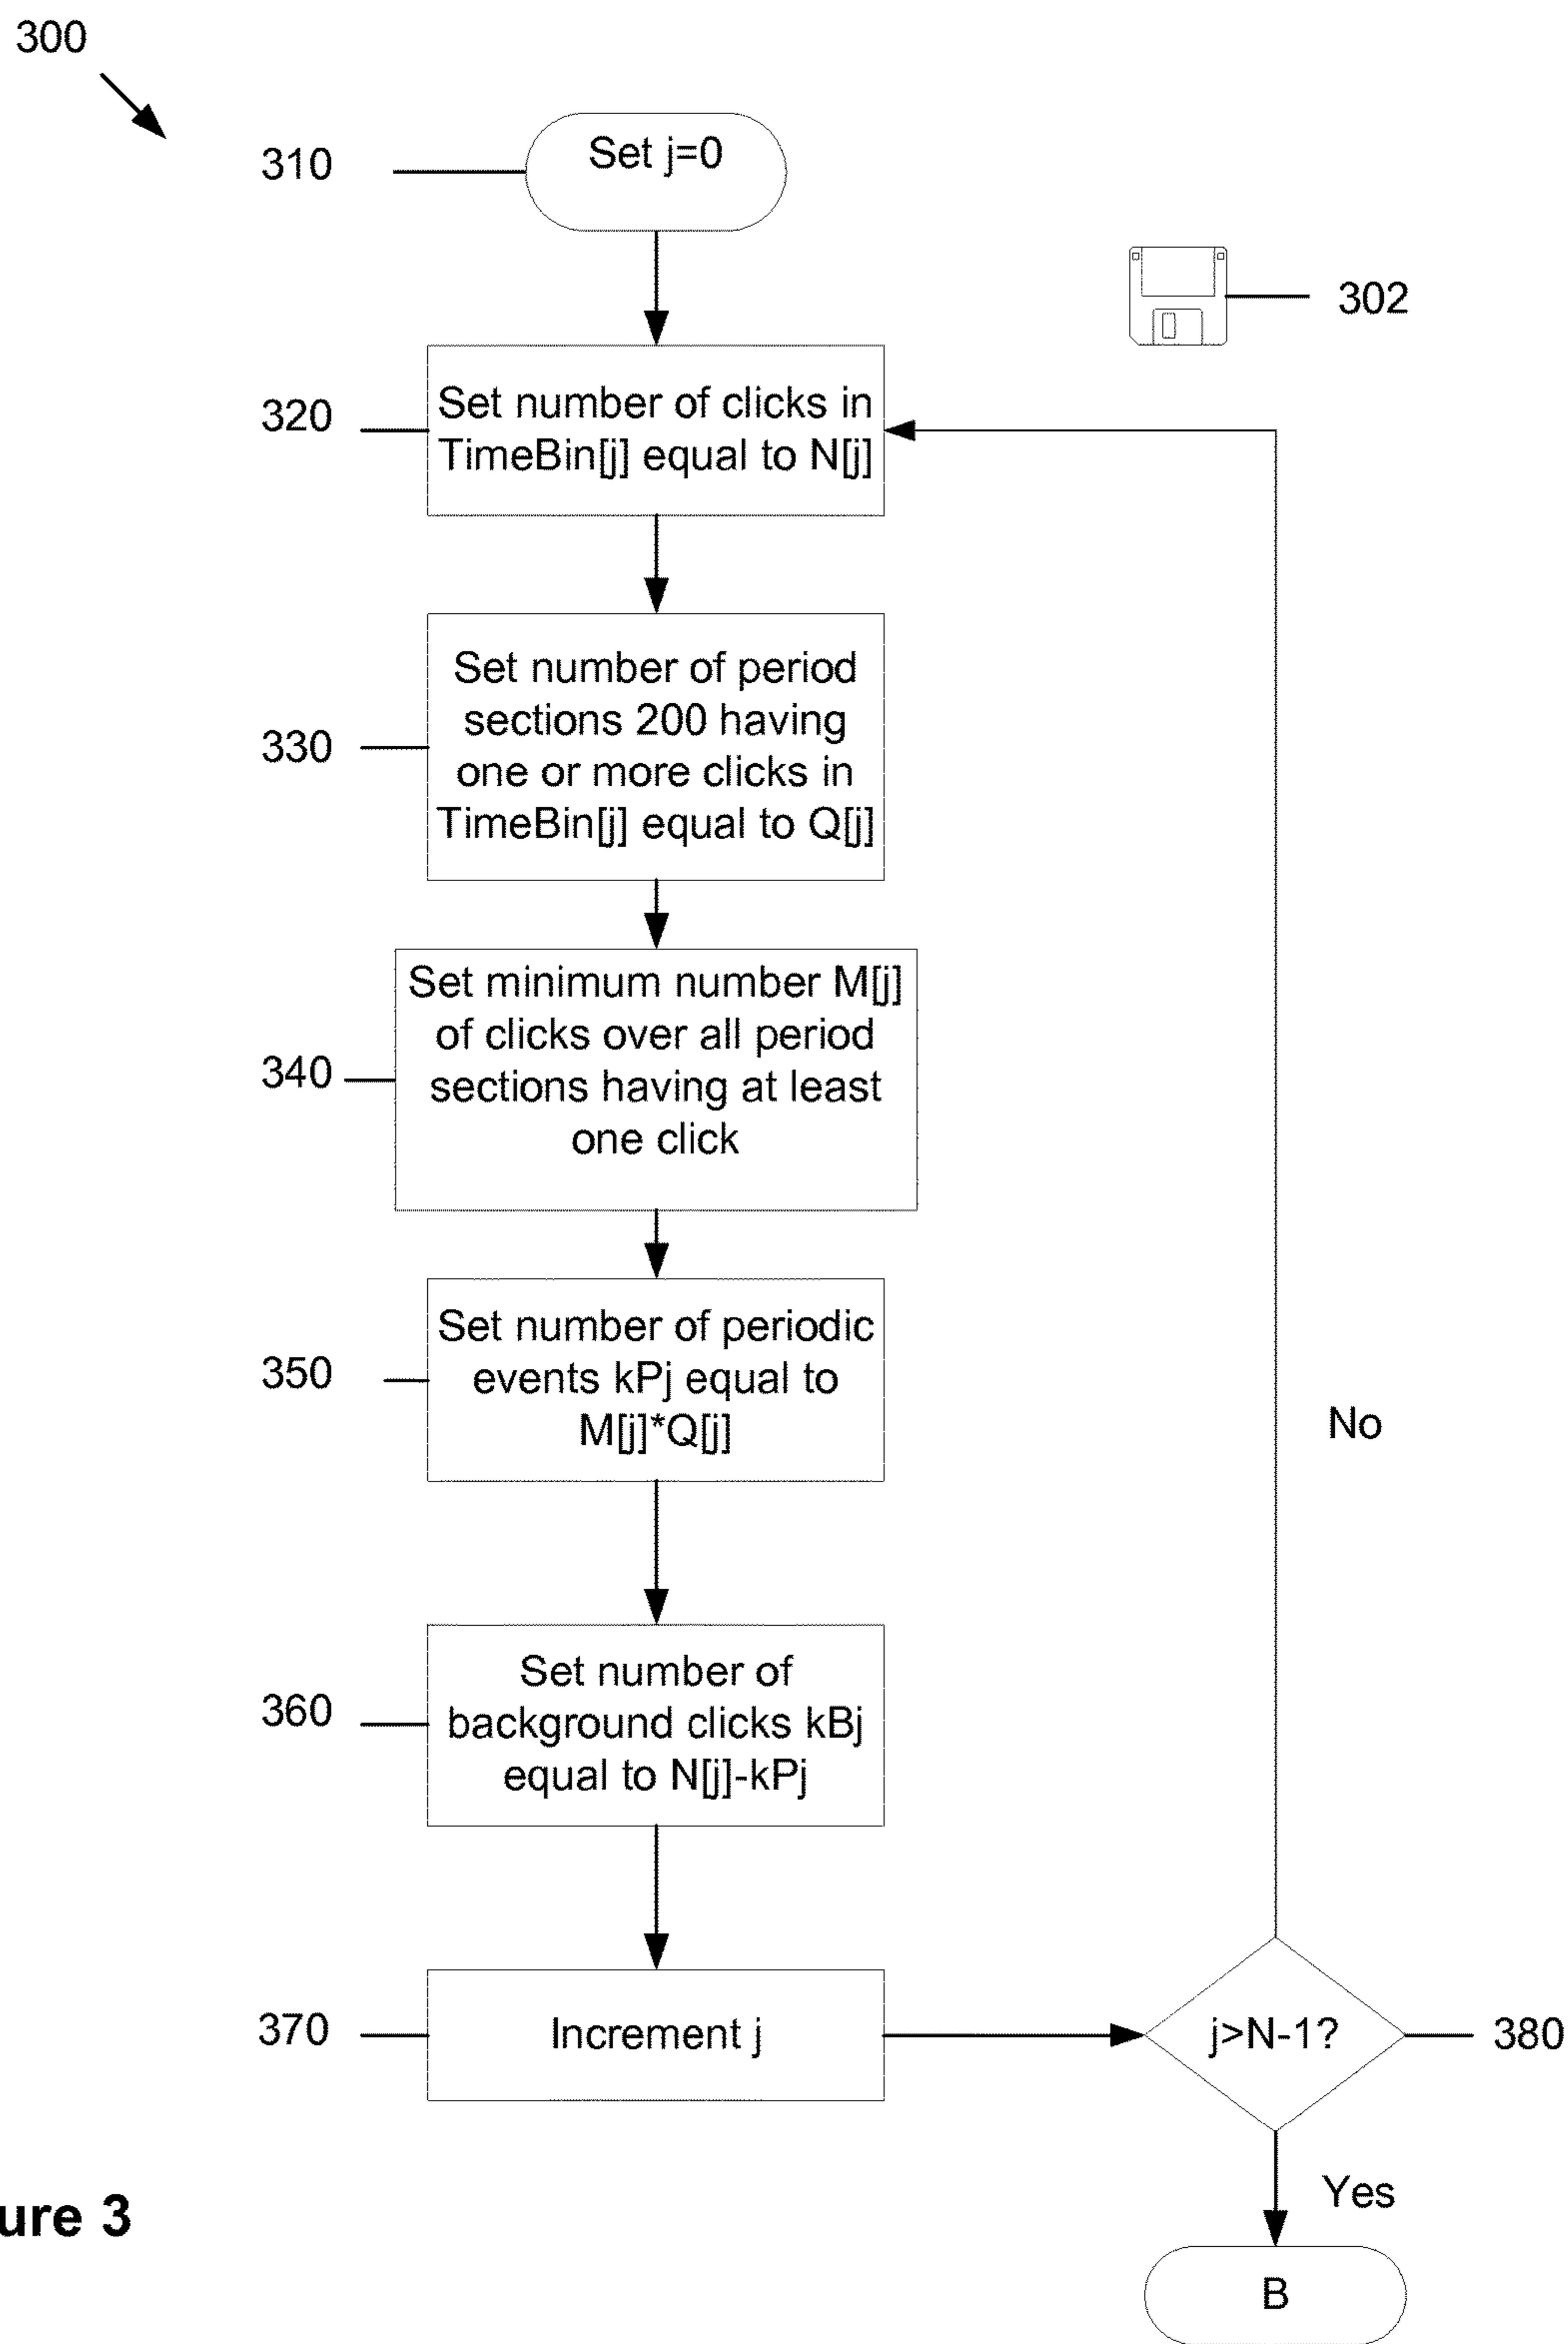 300
310
Set j=0
302
320
Set number of clicks in
TimeBin[j] equal to N[j]
330
Set number of period
sections 200 having
one or more clicks in
TimeBin[j] equal to Q[j]
340
Set minimum number M[j]
of clicks over all period
sections having at least
one click
350
Set number of periodic
events kPj equal to
M[j]*Q[j]
No
360
Set number of
background clicks kBj
equal to N[j]-kPj
370
Increment j
j>N-1?
380
Yes
ure 3
B